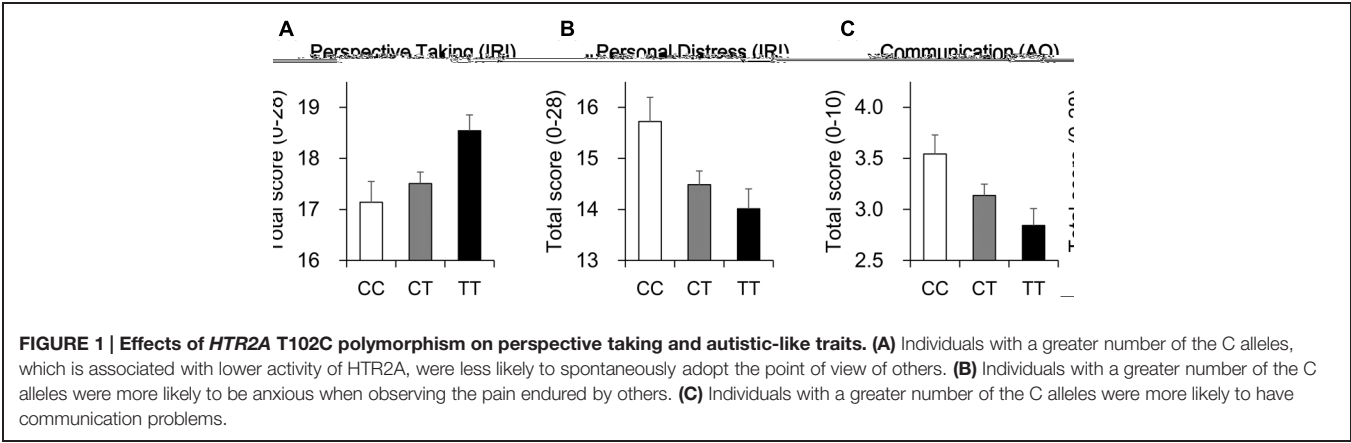 A
B
C
Perspective Taking (IRI)
Personal Distress (IRI)
Communication (AQ)
Total score (0-28)
19
18
17
16
CC CT TT
Total score (0-28)
16
15
14
13
CC CT TT
Total score (0-10)
4.0
3.5
3.0
2.5
CC CT TT
FIGURE 1 | Effects of HTR2A T102C polymorphism on perspective taking and autistic-like traits. (A) Individuals with a greater number of the C alleles,
which is associated with lower activity of HTR2A, were less likely to spontaneously adopt the point of view of others. (B) Individuals with a greater number of the C
alleles were more likely to be anxious when observing the pain endured by others. (C) Individuals with a greater number of the C alleles were more likely to have
communication problems.